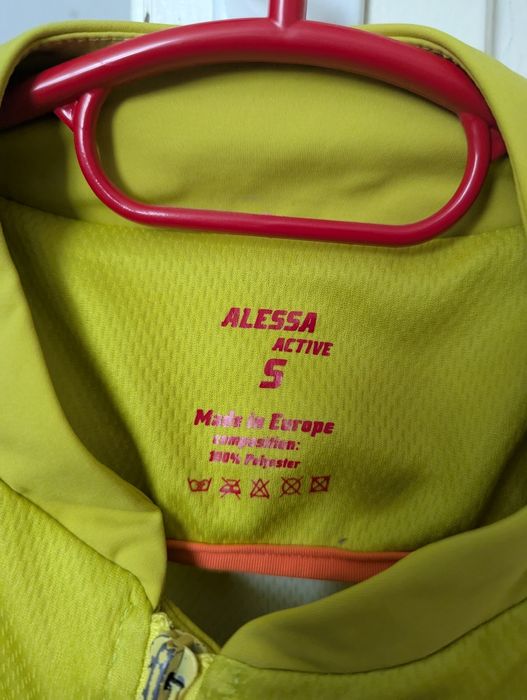 ALESSA
ACTIVE
S
Made in Europe
composition:
100% Polyester